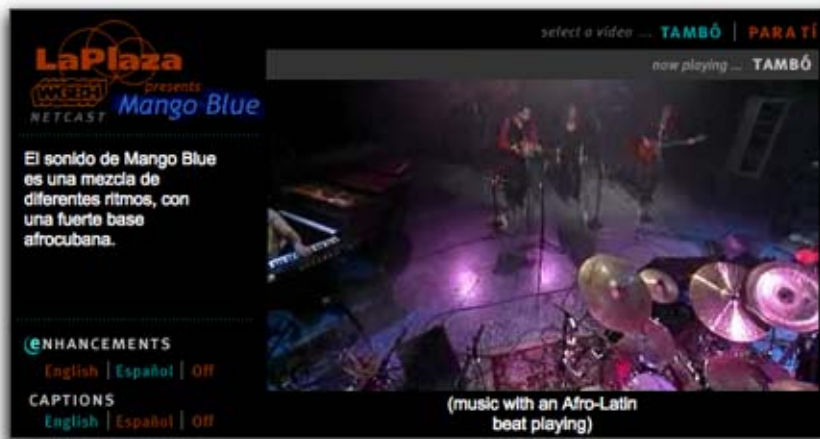 select a video ... TAMBÓ | PARA TÍ
now playing ... TAMBÓ
LaPlaza
presents
WGBH
Mango Blue
NETCAST
El sonido de Mango Blue
es una mezcla de
diferentes ritmos, con
una fuerte base
afrocubana.
eNHANCEMENTS
English | Español | Off
CAPTIONS
English | Español | Off
(music with an Afro-Latin
beat playing)